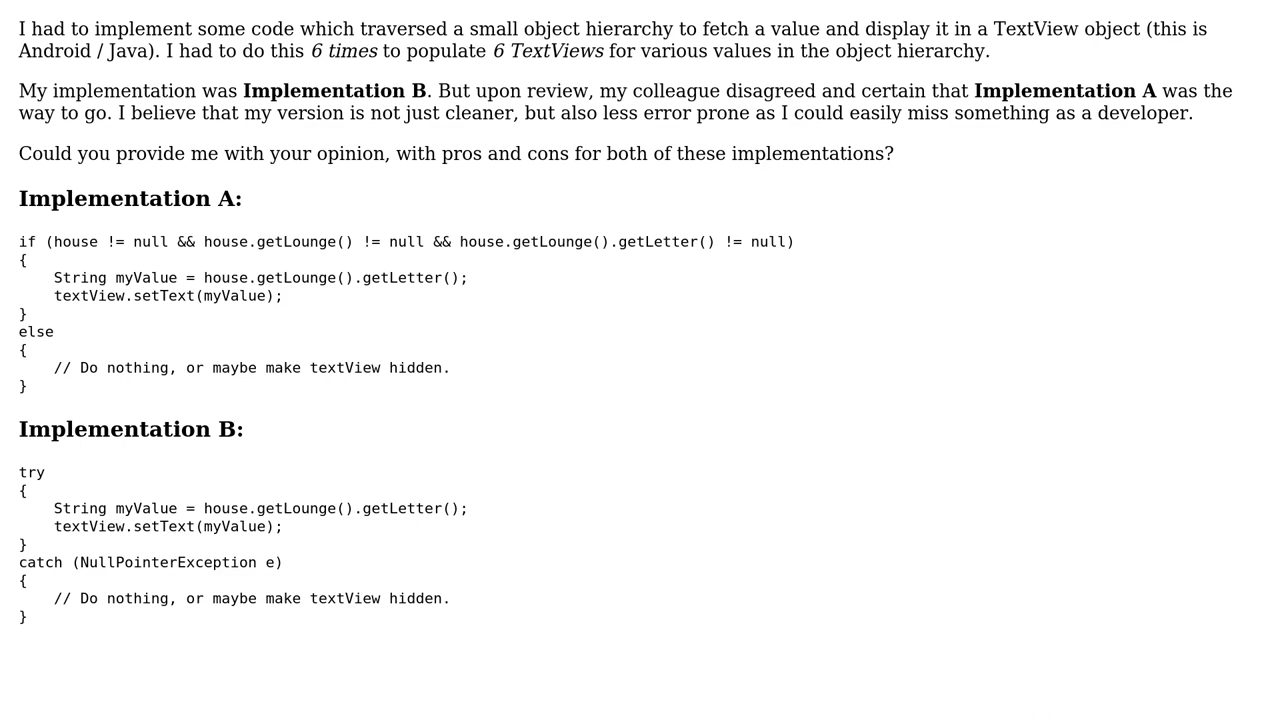 I had to implement some code which traversed a small object hierarchy to fetch a value and display it in a TextView object (this is
Android / Java). I had to do this 6 times to populate 6 TextViews for various values in the object hierarchy.
My implementation was Implementation B. But upon review, my colleague disagreed and certain that Implementation A was the
way to go. I believe that my version is not just cleaner, but also less error prone as I could easily miss something as a developer.
Could you provide me with your opinion, with pros and cons for both of these implementations?
Implementation A:
if (house != null && house.getLounge() != null && house.getLounge().getLetter() != null)
{
    String myValue = house.getLounge().getLetter();
    textView.setText(myValue);
}
else
{
    // Do nothing, or maybe make textView hidden.
}
Implementation B:
try
{
    String myValue = house.getLounge().getLetter();
    textView.setText(myValue);
}
catch (NullPointerException e)
{
    // Do nothing, or maybe make textView hidden.
}